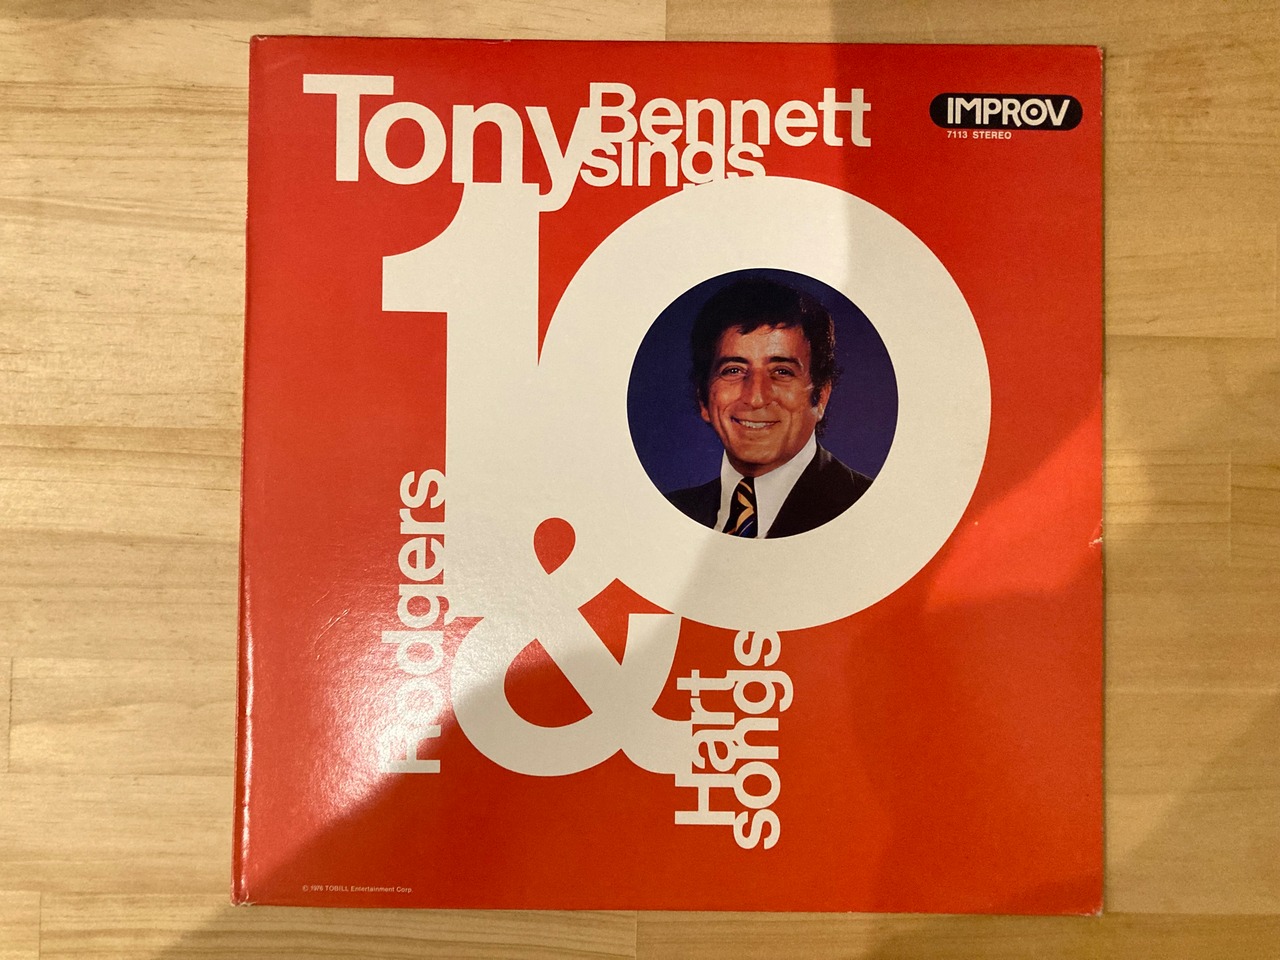 Tony Bennett
sings
10
Rodgers
&
Hart
songs
IMPROV
7113 STEREO
© 1976 TOBILL Entertainment Corp.